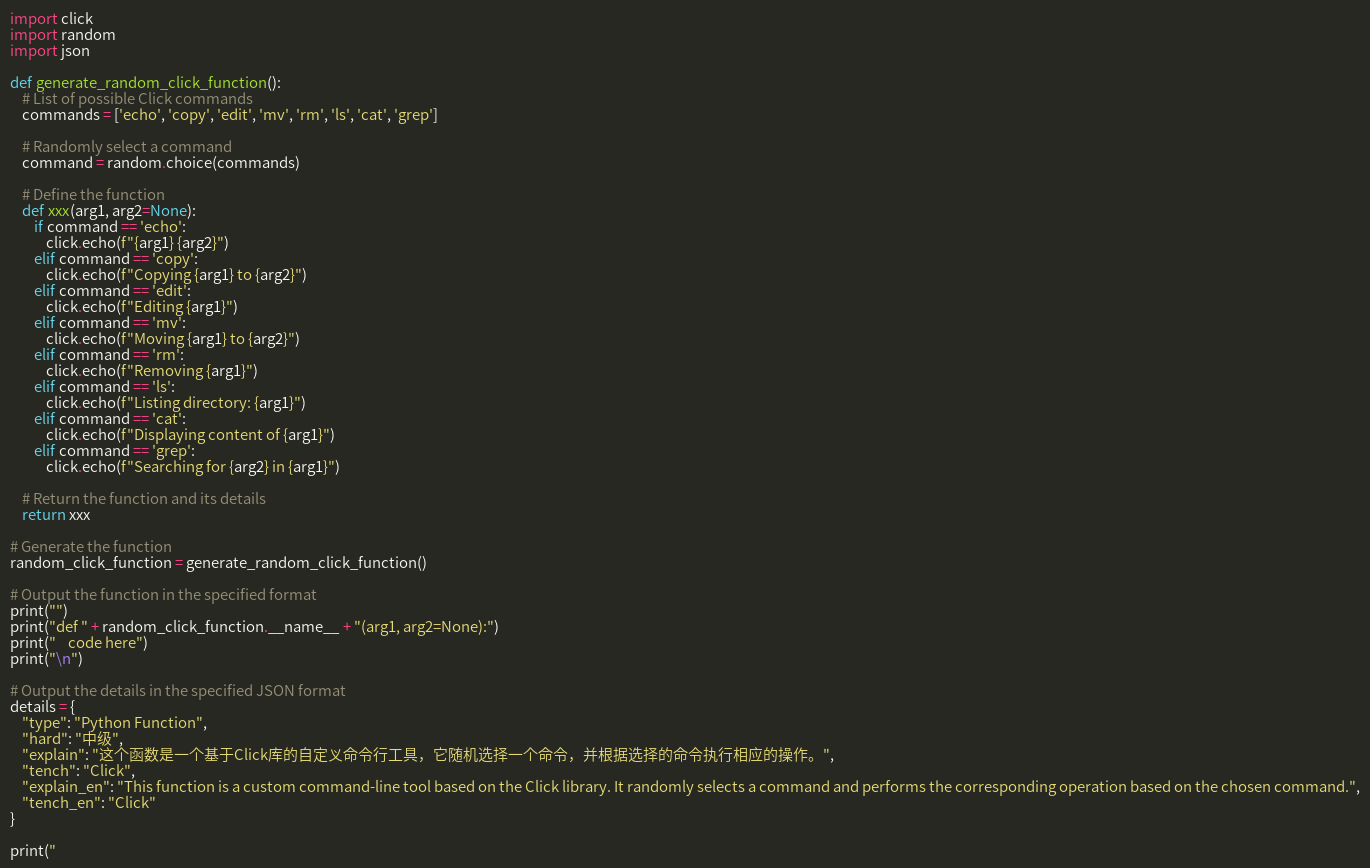 import click
import random
import json
def generate_random_click_function():
# List of possible Click commands
commands = ['echo', 'copy', 'edit', 'mv', 'rm', 'ls', 'cat', 'grep']
# Randomly select a command
command = random.choice(commands)
# Define the function
def xxx(arg1, arg2=None):
if command == 'echo':
click.echo(f"{arg1} {arg2}")
elif command == 'copy':
click.echo(f"Copying {arg1} to {arg2}")
elif command == 'edit':
click.echo(f"Editing {arg1}")
elif command == 'mv':
click.echo(f"Moving {arg1} to {arg2}")
elif command == 'rm':
click.echo(f"Removing {arg1}")
elif command == 'ls':
click.echo(f"Listing directory: {arg1}")
elif command == 'cat':
click.echo(f"Displaying content of {arg1}")
elif command == 'grep':
click.echo(f"Searching for {arg2} in {arg1}")
# Return the function and its details
return xxx
# Generate the function
random_click_function = generate_random_click_function()
# Output the function in the specified format
print("")
print("def " + random_click_function.__name__ + "(arg1, arg2=None):")
print("    code here")
print("\n")
# Output the details in the specified JSON format
details = {
"type": "Python Function",
"hard": "中级",
"explain": "这个函数是一个基于Click库的自定义命令行工具，它随机选择一个命令，并根据选择的命令执行相应的操作。",
"tench": "Click",
"explain_en": "This function is a custom command-line tool based on the Click library. It randomly selects a command and performs the corresponding operation based on the chosen command.",
"tench_en": "Click"
}
print("